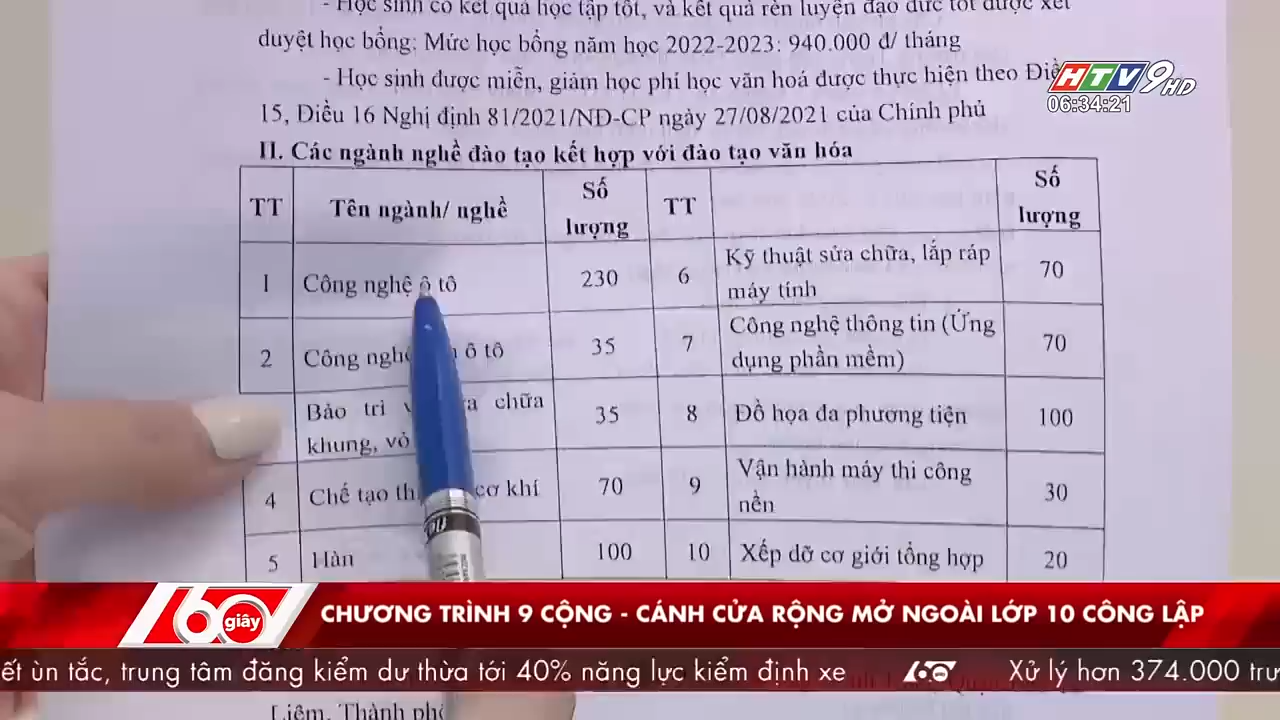 - Học sinh có kết quả học tập tốt, và kết quả rèn luyện đạo đức tốt được xét
duyệt học bổng: Mức học bổng năm học 2022-2023: 940.000 đ/ tháng
- Học sinh được miễn, giảm học phí học văn hoá được thực hiện theo
15, Điều 16 Nghị định 81/2021/NĐ-CP ngày 27/08/2021 của Chính phủ
HTV9 HD
06:34:21
II. Các ngành nghề đào tạo kết hợp với đào tạo văn hóa
TT Tên ngành/ nghề Số lượng TT Số lượng
1 Công nghệ ô tô 230 6 Kỹ thuật sửa chữa, lắp ráp máy tính 70
2 Công nghệ ô tô 35 7 Công nghệ thông tin (Ứng dụng phần mềm) 70
Bảo trì chữa khung, vỏ 35 8 Đồ họa đa phương tiện 100
4 Chế tạo cơ khí 70 9 Vận hành máy thi công nền 30
5 Hàn 100 10 Xếp dỡ cơ giới tổng hợp 20
60 giây
CHƯƠNG TRÌNH 9 CỘNG - CÁNH CỬA RỘNG MỞ NGOÀI LỚP 10 CÔNG LẬP
ùn tắc, trung tâm đăng kiểm dư thừa tới 40% năng lực kiểm định xe 60 Xử lý hơn 374.000
Liêm, Thành